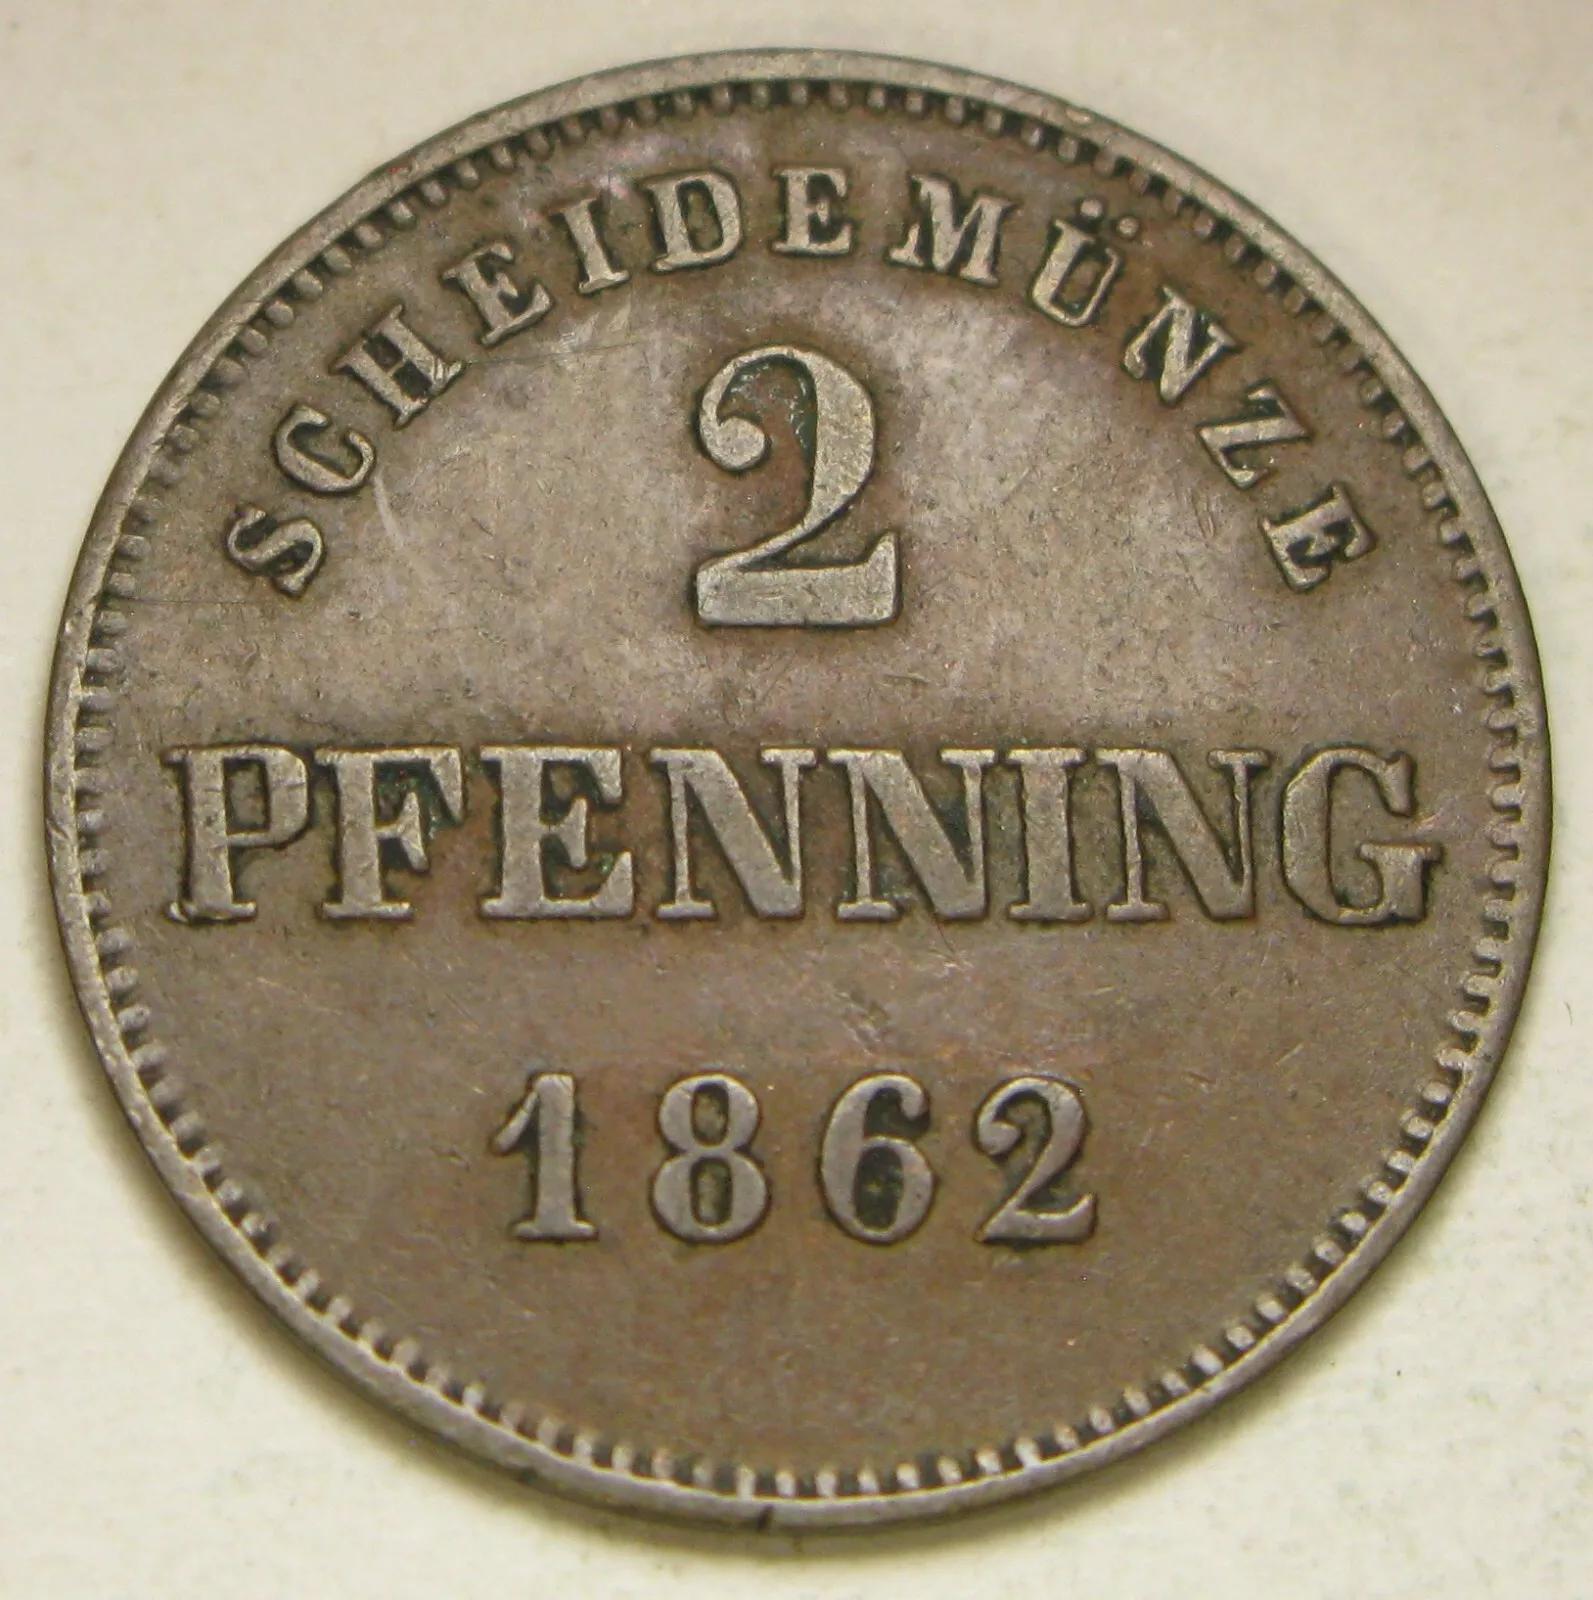 SCHEIDEMÜNZE
2
PFENNING
1862